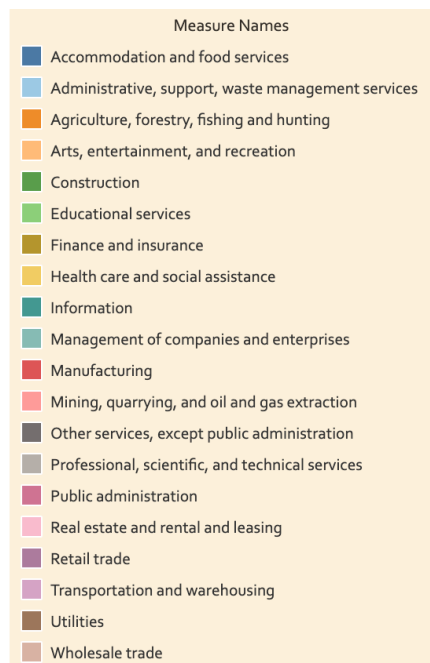 Measure Names
Accommodation and food services
Administrative, support, waste management services
Agriculture, forestry, fishing and hunting
Arts, entertainment, and recreation
Construction
Educational services
Finance and insurance
Health care and social assistance
Information
Management of companies and enterprises
Manufacturing
Mining, quarrying, and oil and gas extraction
Other services, except public administration
Professional, scientific, and technical services
Public administration
Real estate and rental and leasing
Retail trade
Transportation and warehousing
Utilities
Wholesale trade